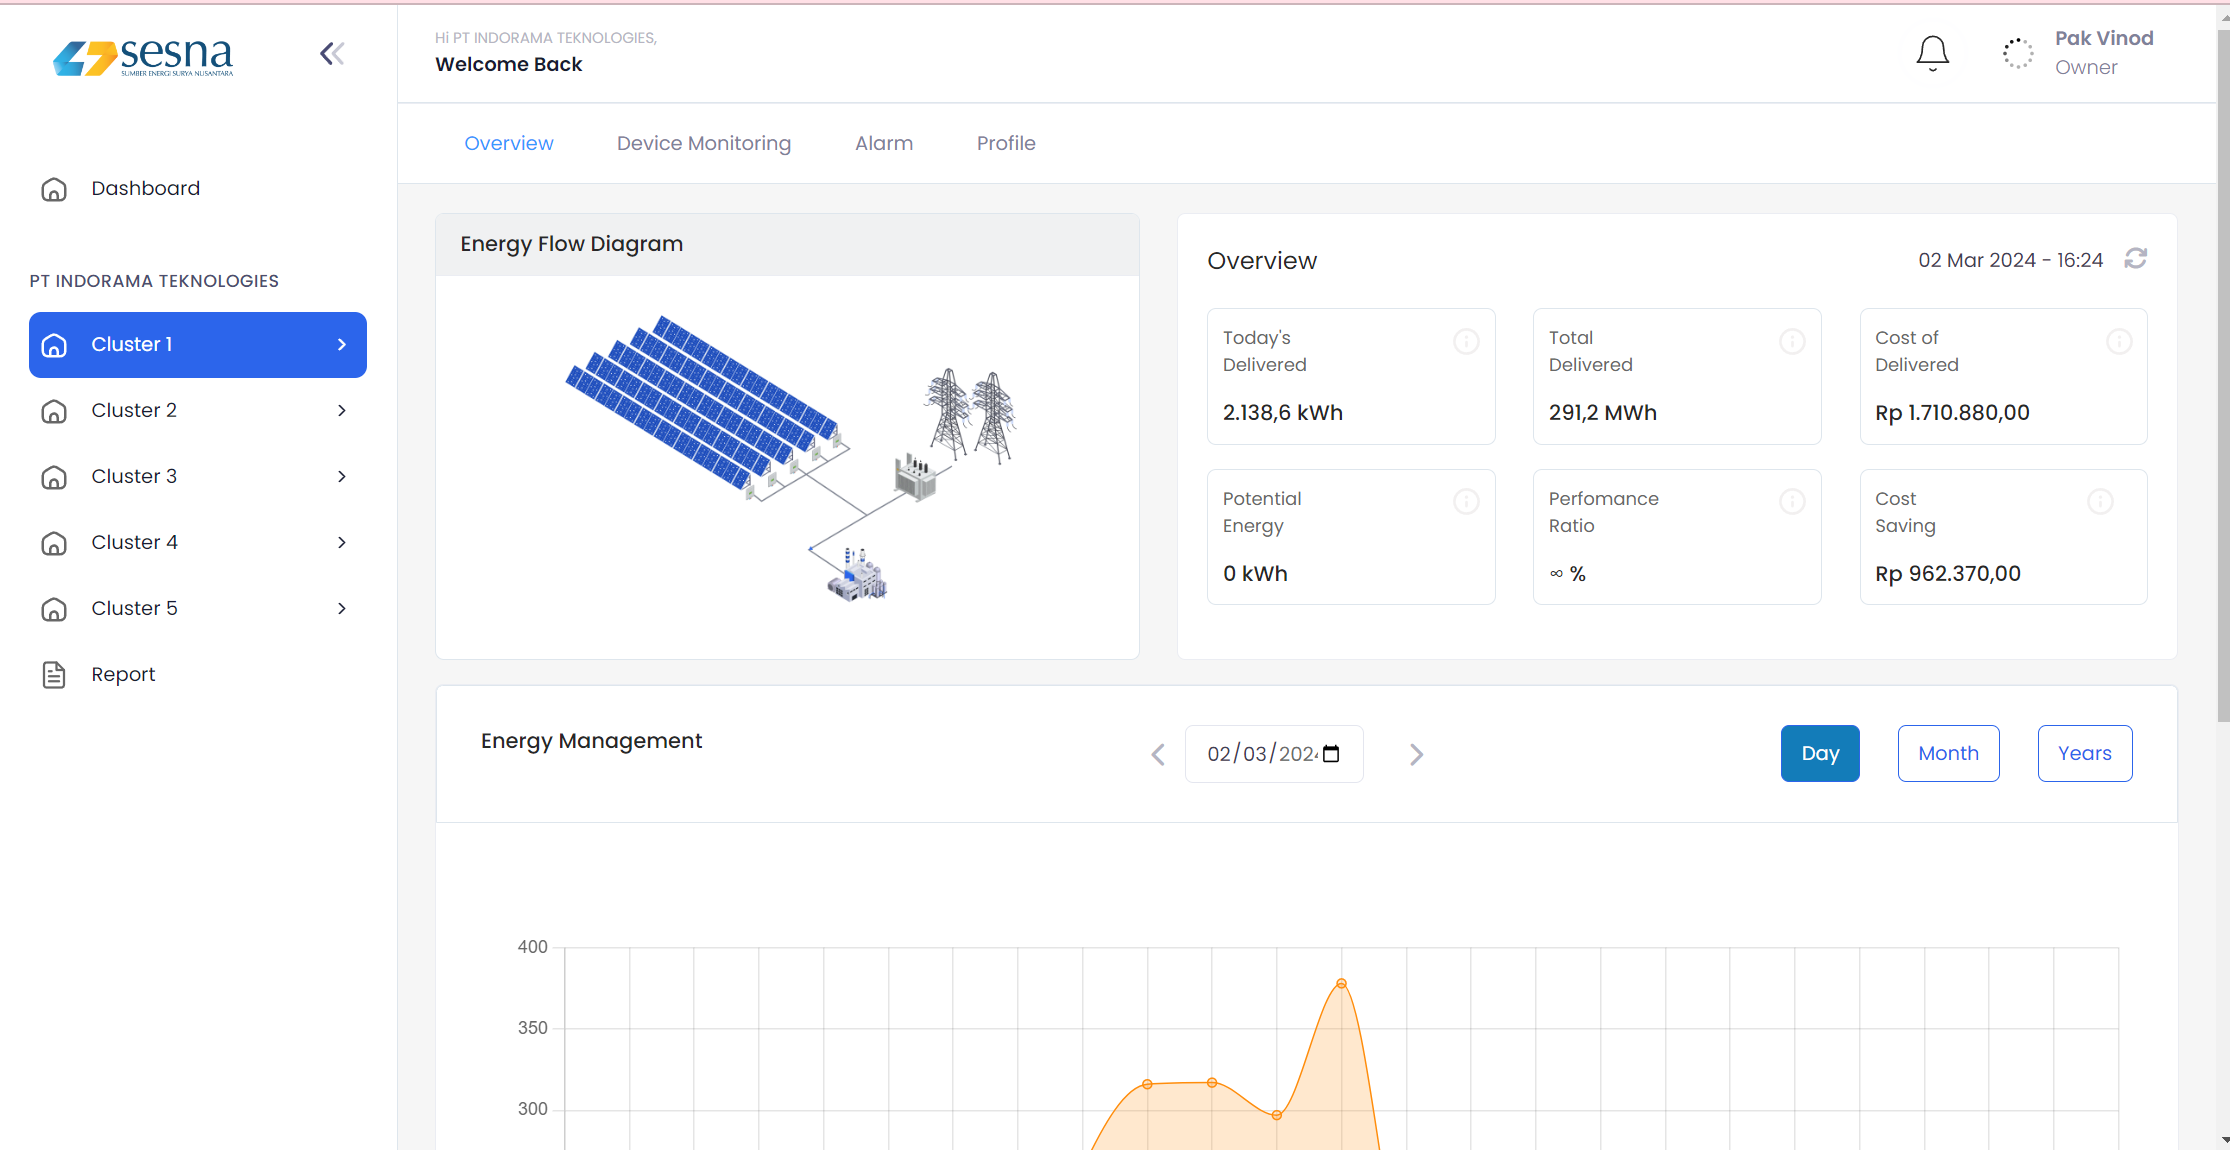 sesna
SUMBER ENERGI SURYA NUSANTARA
Hi PT INDORAMA TEKNOLOGIES,
Welcome Back
Pak Vinod
Owner
Overview
Device Monitoring
Alarm
Profile
Dashboard
PT INDORAMA TEKNOLOGIES
Cluster 1
Cluster 2
Cluster 3
Cluster 4
Cluster 5
Report
Energy Flow Diagram
Overview
02 Mar 2024 - 16:24
Today's
Delivered
2.138,6 kWh
Total
Delivered
291,2 MWh
Cost of
Delivered
Rp 1.710.880,00
Potential
Energy
0 kWh
Perfomance
Ratio
∞ %
Cost
Saving
Rp 962.370,00
Energy Management
02/03/202
Day
Month
Years
400
350
300